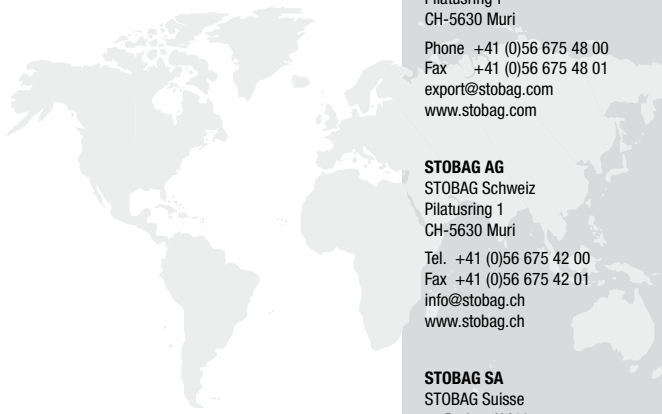 CH-5630 Muri
Phone +41 (0)56 675 48 00
Fax +41 (0)56 675 48 01
export@stobag.com
www.stobag.com
STOBAG AG
STOBAG Schweiz
Pilatusring 1
CH-5630 Muri
Tel. +41 (0)56 675 42 00
Fax +41 (0)56 675 42 01
info@stobag.ch
www.stobag.ch
STOBAG SA
STOBAG Suisse